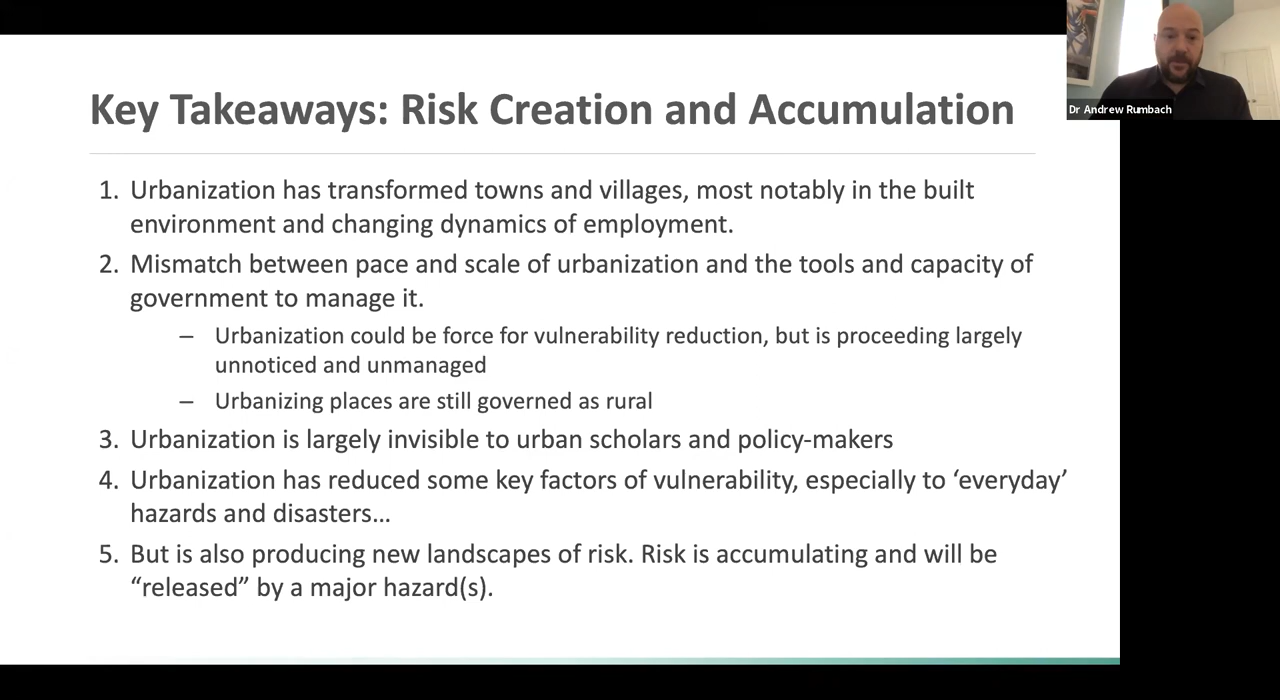 Key Takeaways: Risk Creation and Accumulation
Dr Andrew Rumbach
1. Urbanization has transformed towns and villages, most notably in the built
environment and changing dynamics of employment.
2. Mismatch between pace and scale of urbanization and the tools and capacity of
government to manage it.
– Urbanization could be force for vulnerability reduction, but is proceeding largely
unnoticed and unmanaged
– Urbanizing places are still governed as rural
3. Urbanization is largely invisible to urban scholars and policy-makers
4. Urbanization has reduced some key factors of vulnerability, especially to ‘everyday’
hazards and disasters…
5. But is also producing new landscapes of risk. Risk is accumulating and will be
“released” by a major hazard(s).